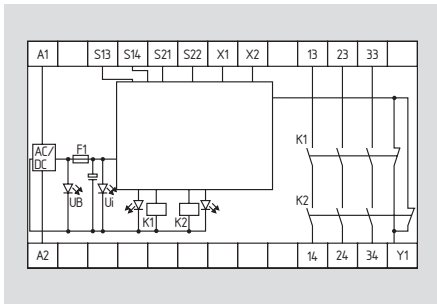 A1 S13 S14 S21 S22 X1 X2 13 23 33
K1
AC/
DC
F1
UB Ui
K1 K2
K2
A2 14 24 34 Y1